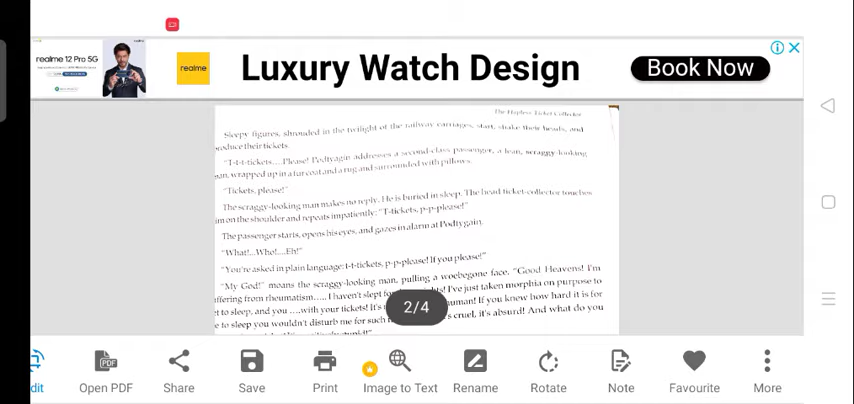 realme 12 Pro 5G
realme
Luxury Watch Design
Book Now
The Hapless Ticket Collector
Sleepy figures, shrouded in the twilight of the railway carriages, start, shake their heads, and
produce their tickets.
"T-t-t-tickets....Please! Podtyagin addresses a second-class passenger, a lean, scraggy-looking
an, wrapped up in a fur coat and a rug and surrounded with pillows.
"Tickets, please!"
The scraggy-looking man makes no reply. He is buried in sleep. The head ticket-collector touches
im on the shoulder and repeats impatiently: "T-tickets, p-p-please!"
The passenger starts, opens his eyes, and gazes in alarm at Podtyagin.
"What!...Who!....Eh!"
"You're asked in plain language: t-t-tickets, p-p-please! If you please!"
"My God!" moans the scraggy-looking man, pulling a woebegone face. "Good Heavens! I'm
ffering from rheumatism..... I haven't slept for I've just taken morphia on purpose to
et to sleep, and you ....with your tickets! It's human! If you knew how hard it is for
e to sleep you wouldn't disturb me for such cruel, it's absurd! And what do you
2/4
dit
Open PDF
Share
Save
Print
Image to Text
Rename
Rotate
Note
Favourite
More